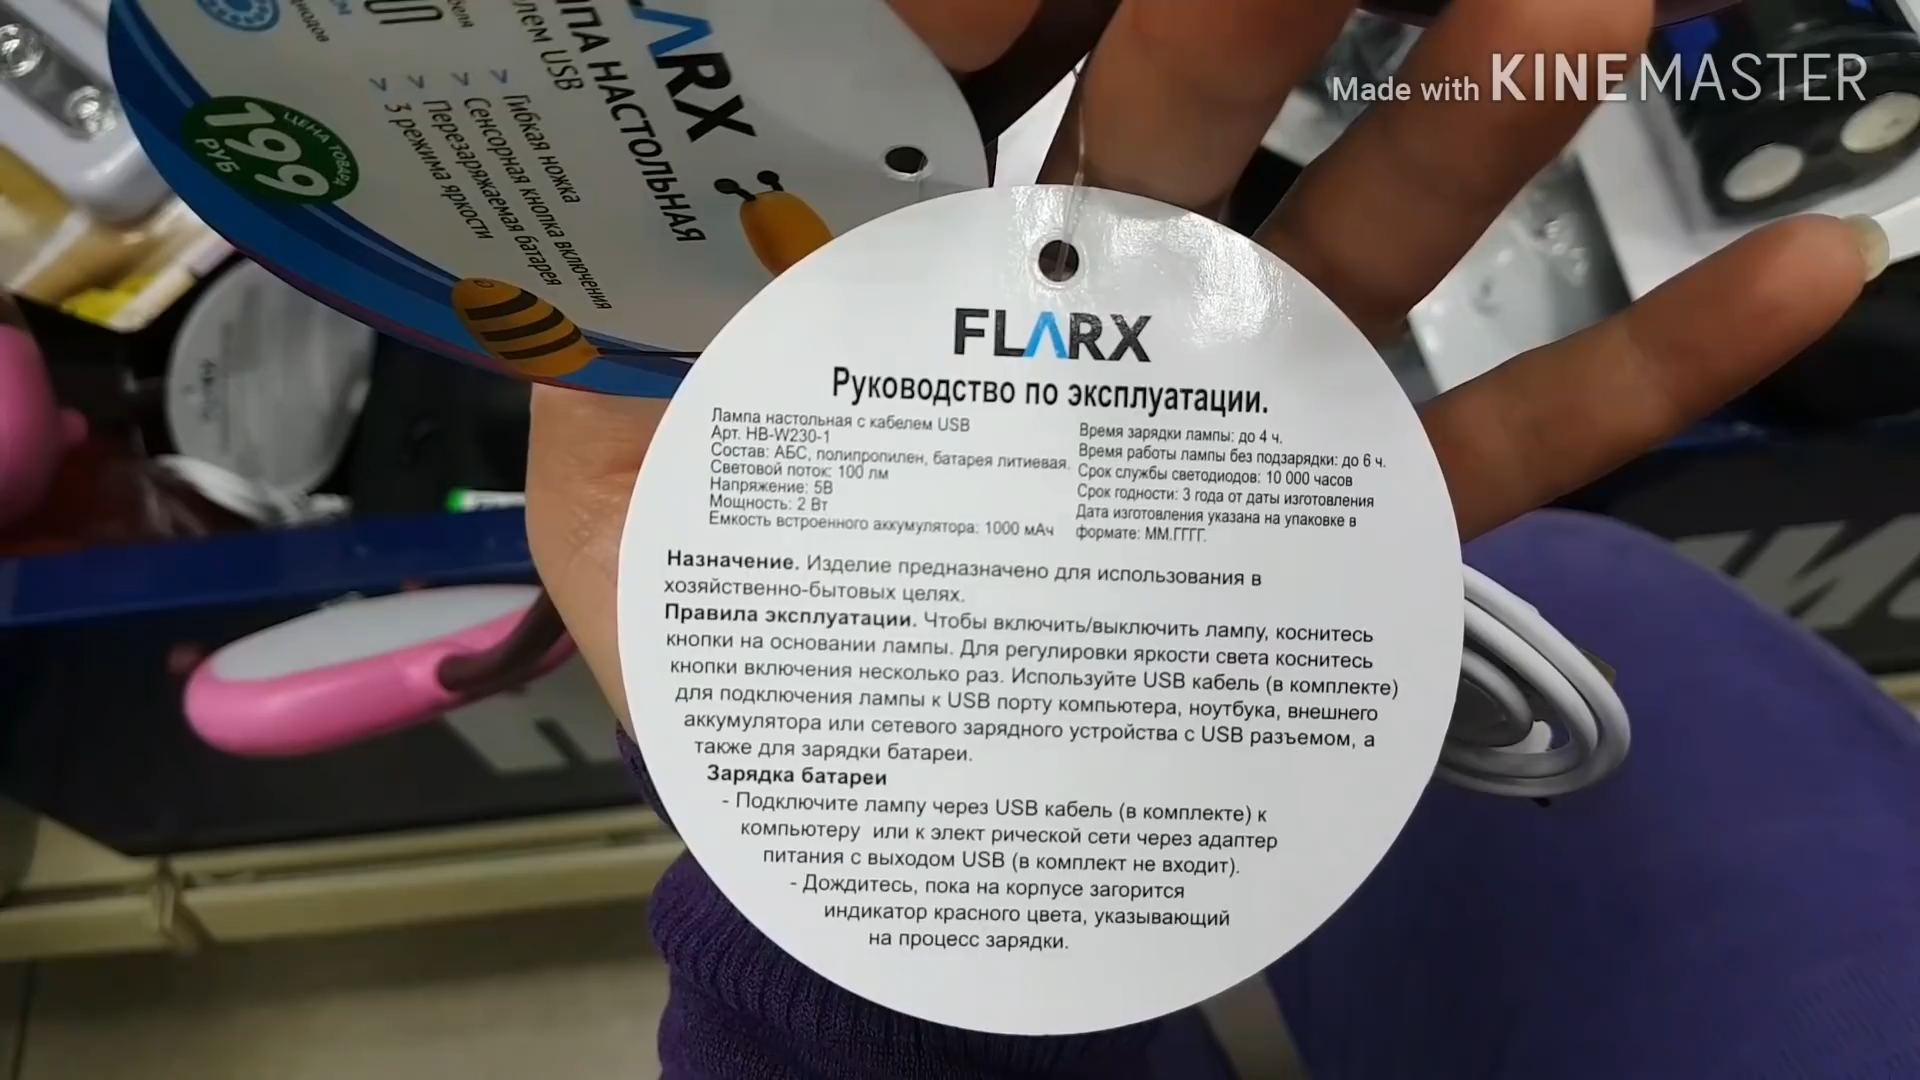 Made with KINEMASTER
ΛRX
НАСТОЛЬНАЯ
USB
> Гибкая ножка
> Сенсорная кнопка включения
> Перезаряжаемая батарея
> 3 режима яркости
ЦЕНА ТОВАРА
199
РУБ
FLΛRX
Руководство по эксплуатации.
Лампа настольная с кабелем USB
Арт. HB-W230-1
Состав: АБС, полипропилен, батарея литиевая.
Световой поток: 100 лм
Напряжение: 5В
Мощность: 2 Вт
Емкость встроенного аккумулятора: 1000 мАч
Время зарядки лампы: до 4 ч.
Время работы лампы без подзарядки: до 6 ч.
Срок службы светодиодов: 10 000 часов
Срок годности: 3 года от даты изготовления
Дата изготовления указана на упаковке в
формате: ММ.ГГГГ.
Назначение. Изделие предназначено для использования в
хозяйственно-бытовых целях.
Правила эксплуатации. Чтобы включить/выключить лампу, коснитесь
кнопки на основании лампы. Для регулировки яркости света коснитесь
кнопки включения несколько раз. Используйте USB кабель (в комплекте)
для подключения лампы к USB порту компьютера, ноутбука, внешнего
аккумулятора или сетевого зарядного устройства с USB разъемом, а
также для зарядки батареи.
Зарядка батареи
- Подключите лампу через USB кабель (в комплекте) к
компьютеру или к элект рической сети через адаптер
питания с выходом USB (в комплект не входит).
- Дождитесь, пока на корпусе загорится
индикатор красного цвета, указывающий
на процесс зарядки.